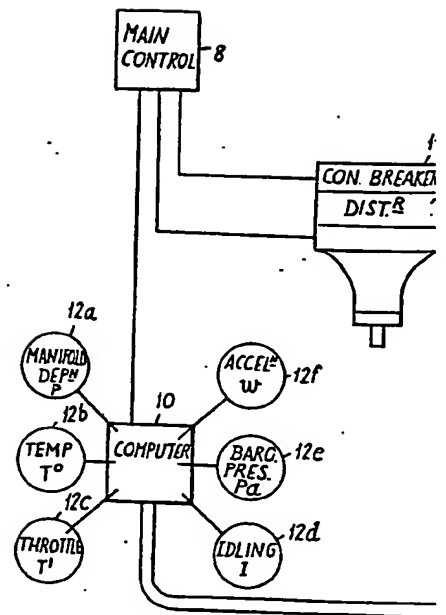 MAIN
CONTROL
8
CON. BREAKER
DIST.R
12a
MANIFOLD
DEPN
P
12b
TEMP
T°
12c
THROTTLE
T'
10
COMPUTER
ACCELN
W
12f
BARO.
PRES.
Pa
12e
IDLING
I
12d